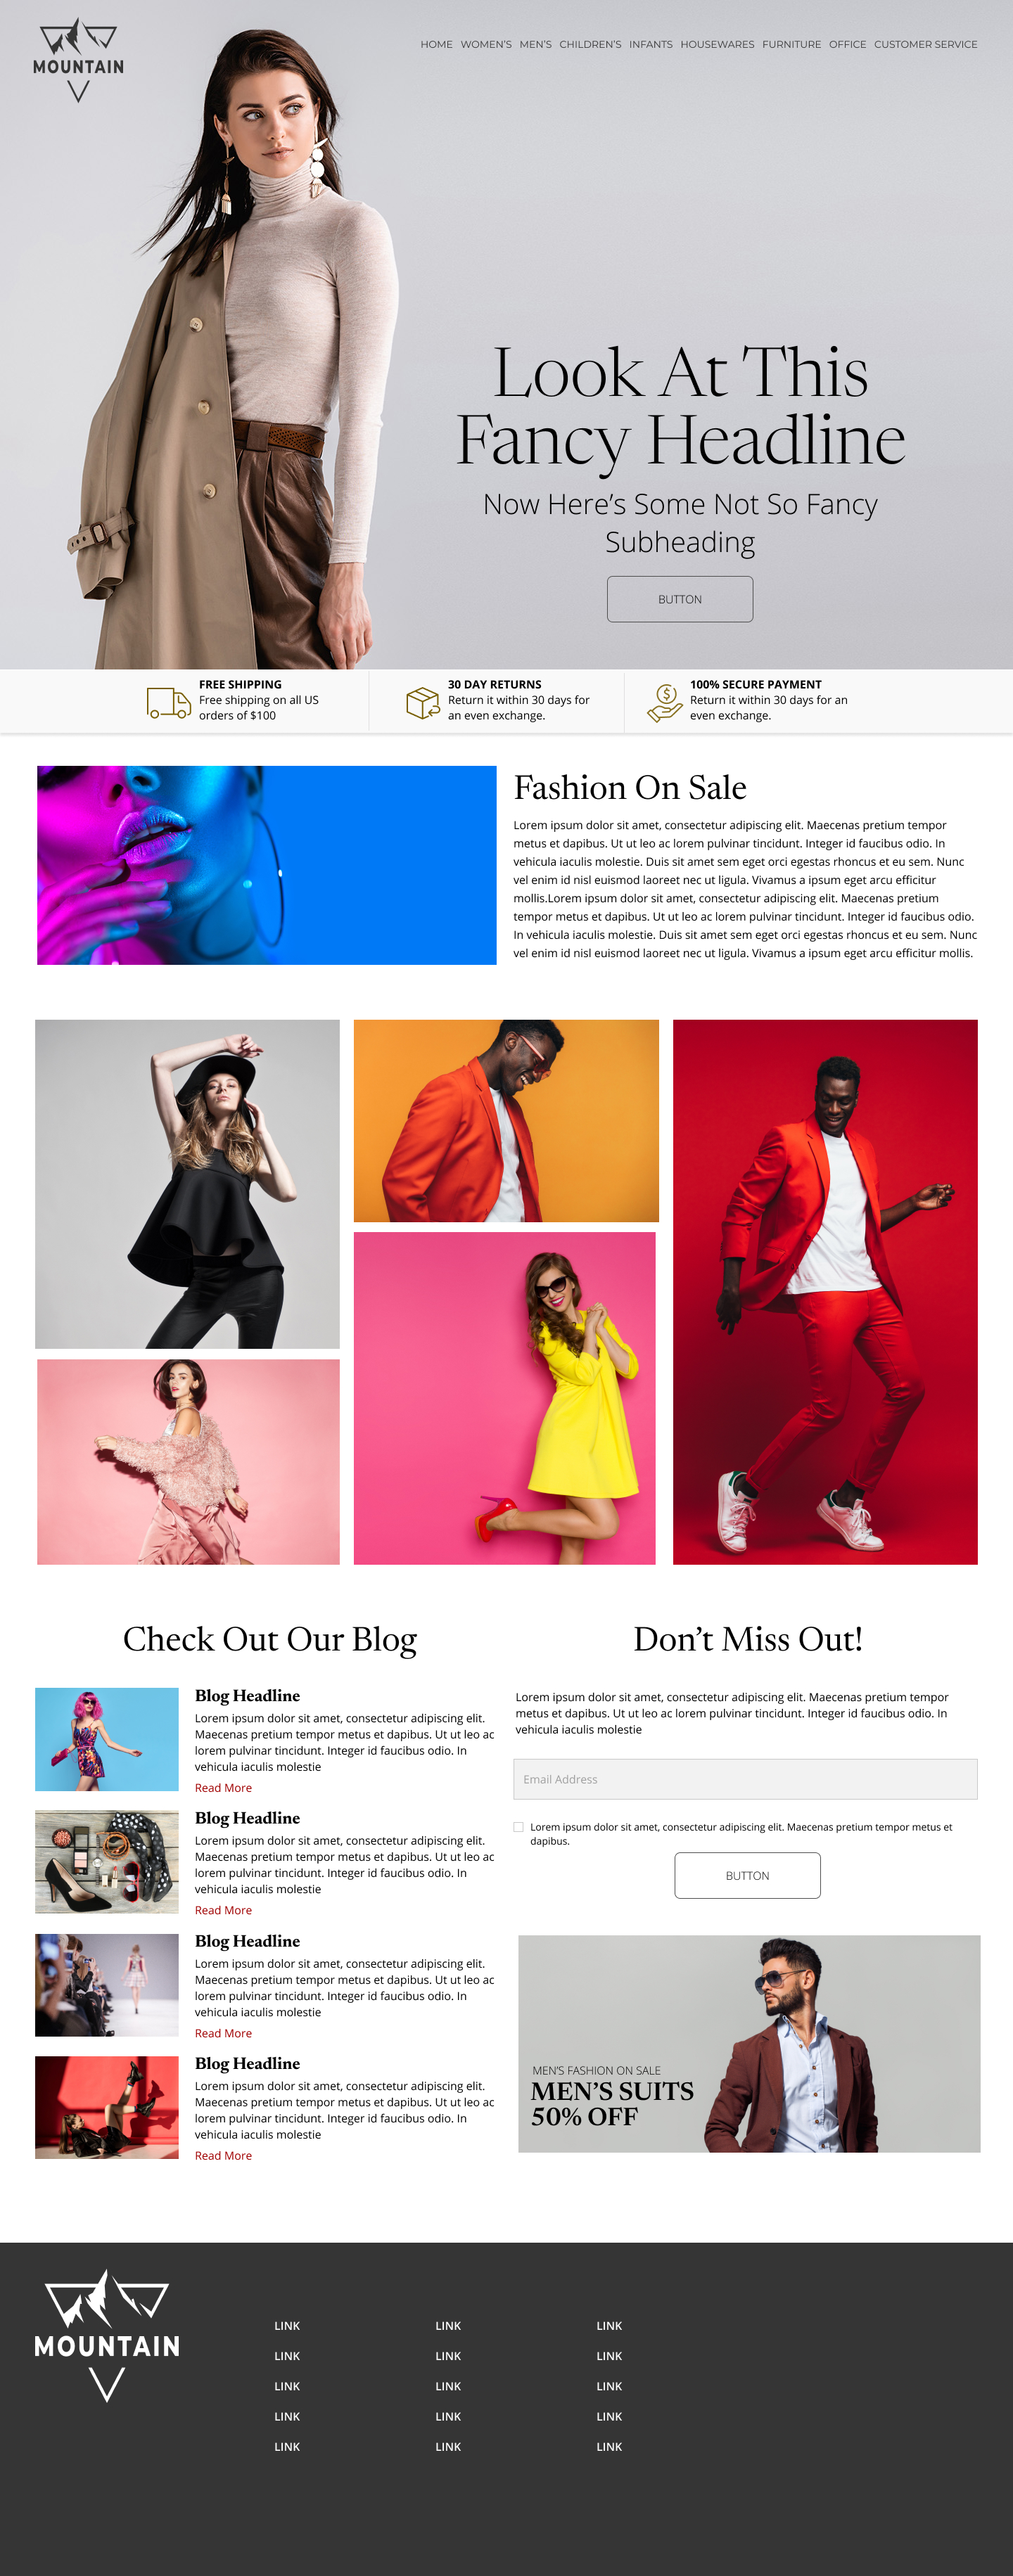 MOUNTAIN
HOME WOMEN'S MEN'S CHILDREN'S INFANTS HOUSEWARES FURNITURE OFFICE CUSTOMER SERVICE
Look At This
Fancy Headline
Now Here's Some Not So Fancy
Subheading
BUTTON
FREE SHIPPING
Free shipping on all US
orders of $100
30 DAY RETURNS
Return it within 30 days for
an even exchange.
100% SECURE PAYMENT
Return it within 30 days for an
even exchange.
Fashion On Sale
Lorem ipsum dolor sit amet, consectetur adipiscing elit. Maecenas pretium tempor
metus et dapibus. Ut ut leo ac lorem pulvinar tincidunt. Integer id faucibus odio. In
vehicula iaculis molestie. Duis sit amet sem eget orci egestas rhoncus et eu sem. Nunc
vel enim id nisl euismod laoreet nec ut ligula. Vivamus a ipsum eget arcu efficitur
mollis.Lorem ipsum dolor sit amet, consectetur adipiscing elit. Maecenas pretium
tempor metus et dapibus. Ut ut leo ac lorem pulvinar tincidunt. Integer id faucibus odio.
In vehicula iaculis molestie. Duis sit amet sem eget orci egestas rhoncus et eu sem. Nunc
vel enim id nisl euismod laoreet nec ut ligula. Vivamus a ipsum eget arcu efficitur mollis.
Check Out Our Blog
Blog Headline
Lorem ipsum dolor sit amet, consectetur adipiscing elit.
Maecenas pretium tempor metus et dapibus. Ut ut leo ac
lorem pulvinar tincidunt. Integer id faucibus odio. In
vehicula iaculis molestie
Read More
Blog Headline
Lorem ipsum dolor sit amet, consectetur adipiscing elit.
Maecenas pretium tempor metus et dapibus. Ut ut leo ac
lorem pulvinar tincidunt. Integer id faucibus odio. In
vehicula iaculis molestie
Read More
Blog Headline
Lorem ipsum dolor sit amet, consectetur adipiscing elit.
Maecenas pretium tempor metus et dapibus. Ut ut leo ac
lorem pulvinar tincidunt. Integer id faucibus odio. In
vehicula iaculis molestie
Read More
Blog Headline
Lorem ipsum dolor sit amet, consectetur adipiscing elit.
Maecenas pretium tempor metus et dapibus. Ut ut leo ac
lorem pulvinar tincidunt. Integer id faucibus odio. In
vehicula iaculis molestie
Read More
Don't Miss Out!
Lorem ipsum dolor sit amet, consectetur adipiscing elit. Maecenas pretium tempor
metus et dapibus. Ut ut leo ac lorem pulvinar tincidunt. Integer id faucibus odio. In
vehicula iaculis molestie
Email Address
Lorem ipsum dolor sit amet, consectetur adipiscing elit. Maecenas pretium tempor metus et
dapibus.
BUTTON
MEN'S FASHION ON SALE
MEN'S SUITS
50% OFF
MOUNTAIN
LINK LINK LINK
LINK LINK LINK
LINK LINK LINK
LINK LINK LINK
LINK LINK LINK